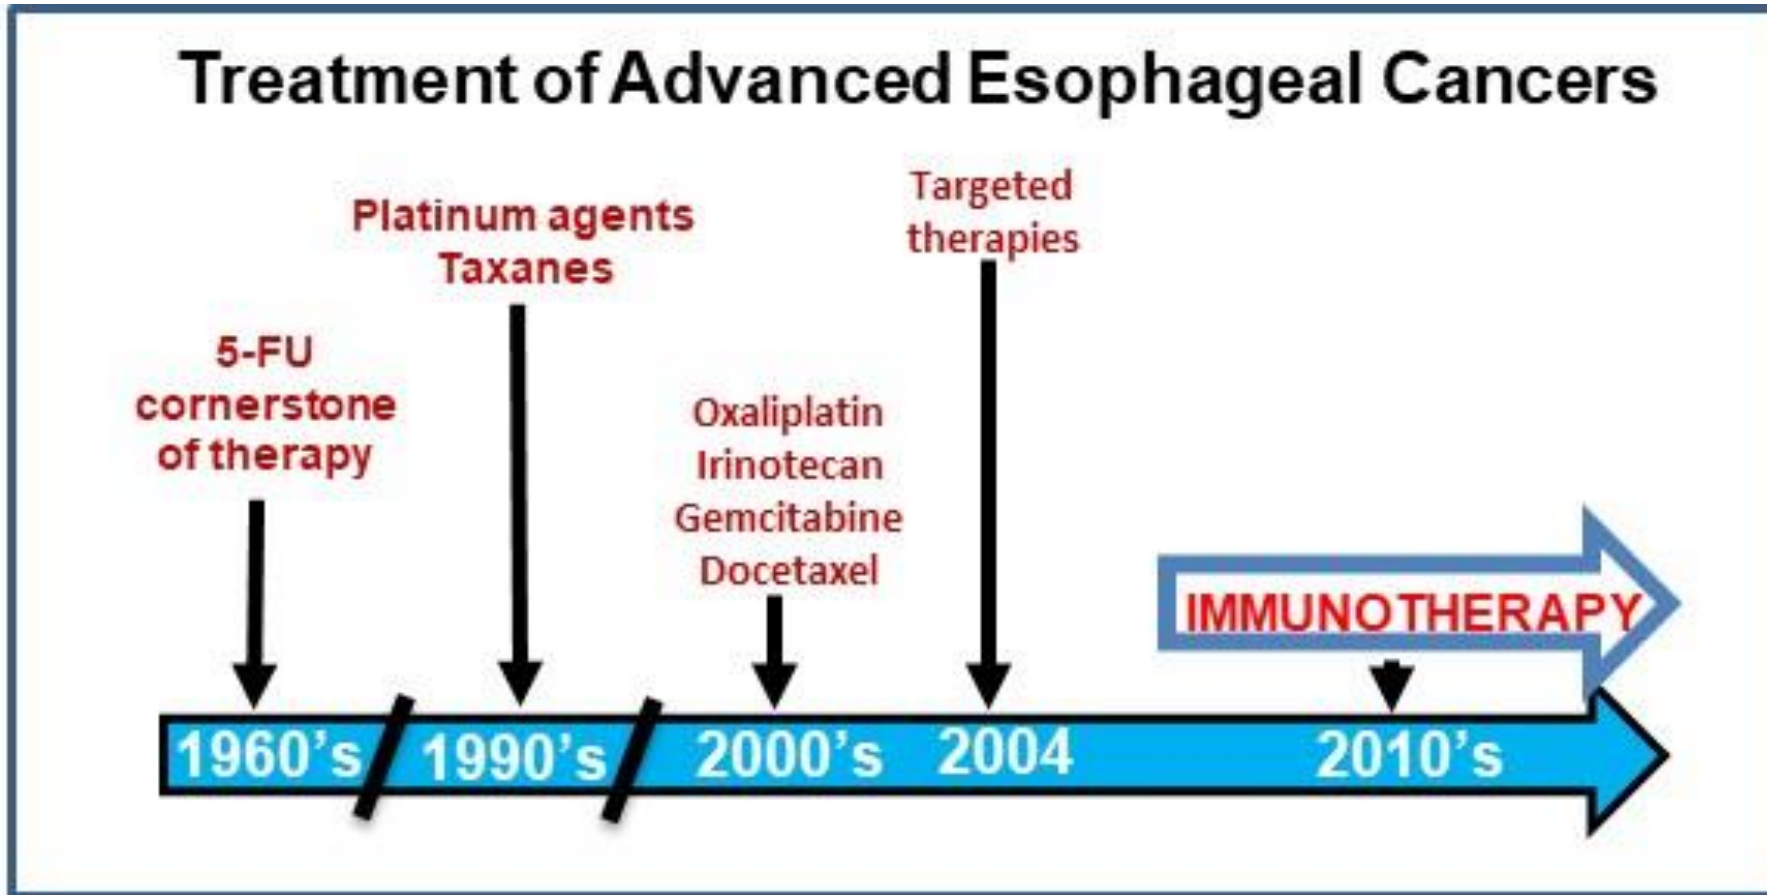 Treatment of Advanced Esophageal Cancers
5-FU
cornerstone
of therapy
Platinum agents
Taxanes
Oxaliplatin
Irinotecan
Gemcitabine
Docetaxel
Targeted
therapies
IMMUNOTHERAPY
1960's 1990's 2000's 2004 2010's